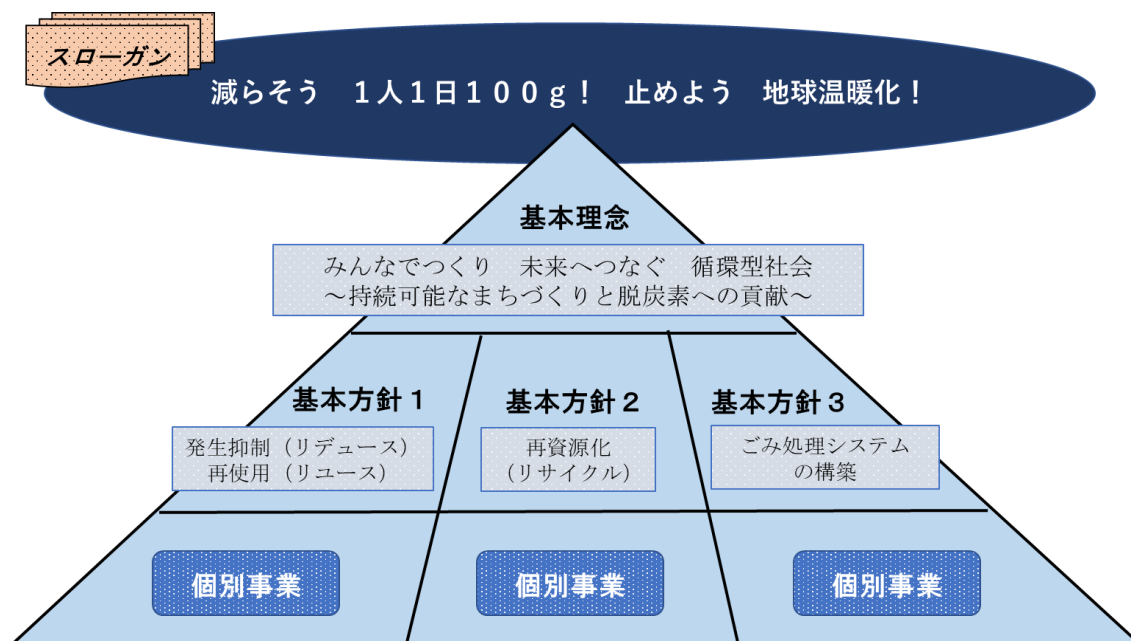 スローガン
減らそう　１人１日１００ｇ！　止めよう　地球温暖化！
基本理念
みんなでつくり　未来へつなぐ　循環型社会
～持続可能なまちづくりと脱炭素への貢献～
基本方針１
発生抑制（リデュース）
再使用（リユース）
基本方針２
再資源化
（リサイクル）
基本方針３
ごみ処理システム
の構築
個別事業
個別事業
個別事業